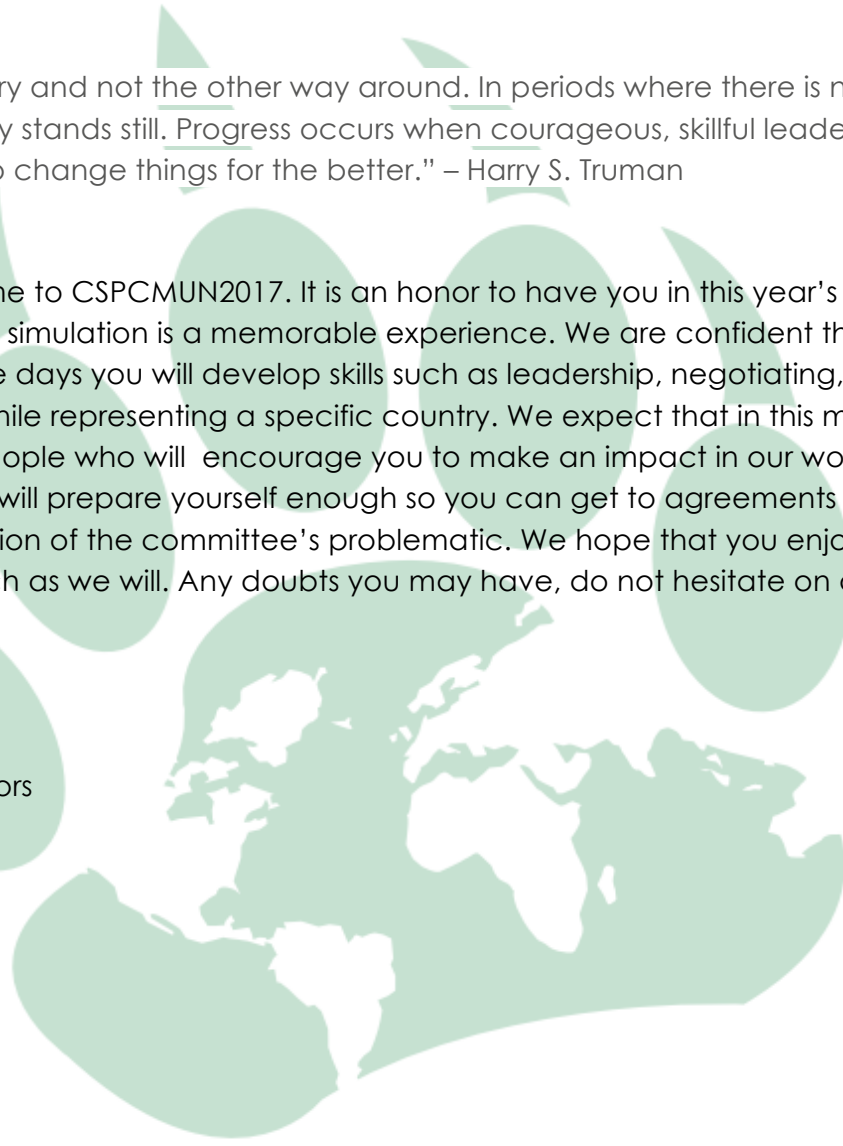 ry and not the other way around. In periods where there is n
y stands still. Progress occurs when courageous, skillful leade
o change things for the better.” – Harry S. Truman
ne to CSPCMUN2017. It is an honor to have you in this year’s
simulation is a memorable experience. We are confident th
e days you will develop skills such as leadership, negotiating,
hile representing a specific country. We expect that in this m
ople who will  encourage you to make an impact in our wo
will prepare yourself enough so you can get to agreements
ion of the committee’s problematic. We hope that you enjo
h as we will. Any doubts you may have, do not hesitate on
ors